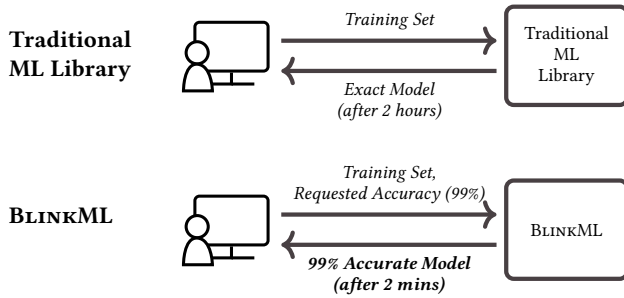 Traditional
ML Library
Training Set
Exact Model
(after 2 hours)
Traditional
ML
Library
BLINKML
Training Set,
Requested Accuracy (99%)
99% Accurate Model
(after 2 mins)
BLINKML